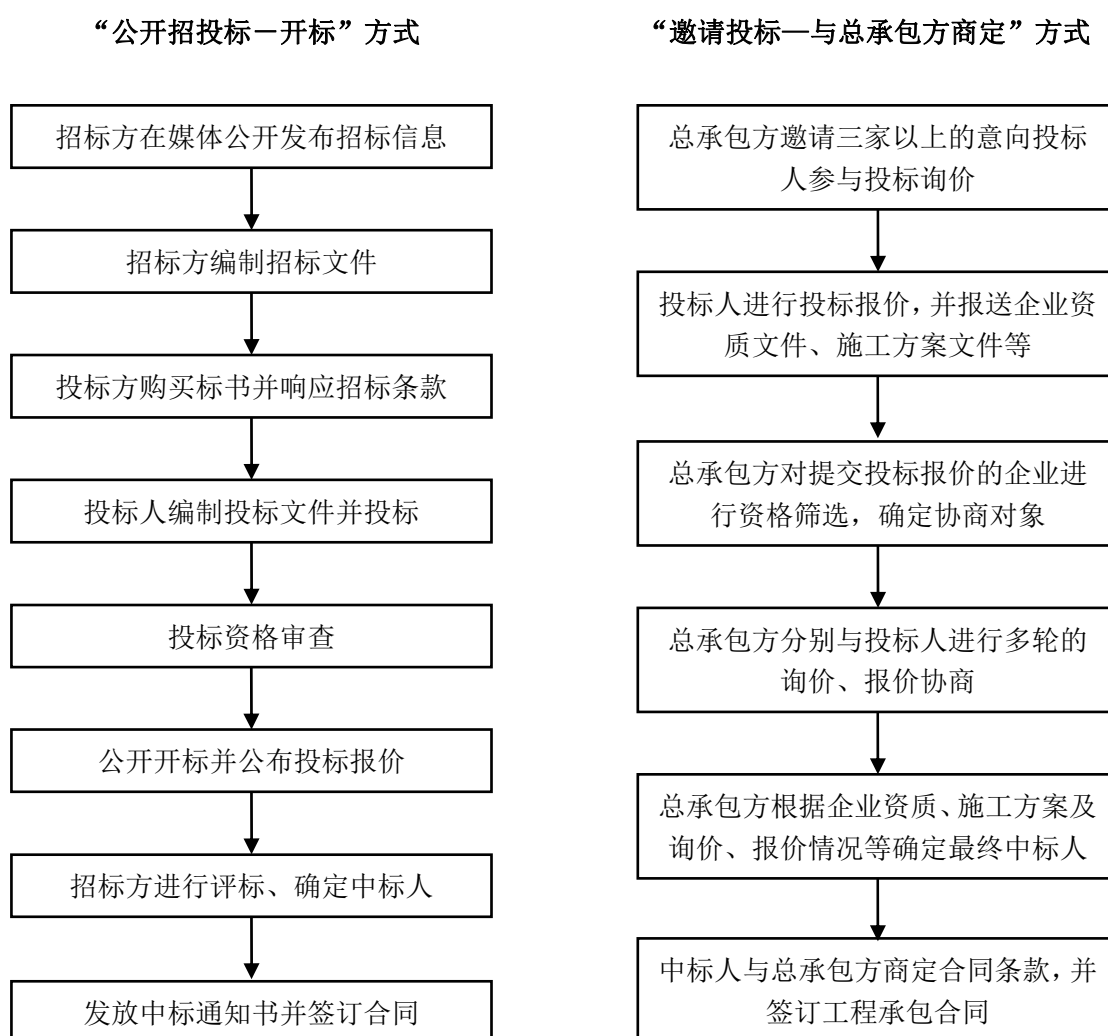 “公开招投标－开标”方式
招标方在媒体公开发布招标信息
招标方编制招标文件
投标方购买标书并响应招标条款
投标人编制投标文件并投标
投标资格审查
公开开标并公布投标报价
招标方进行评标、确定中标人
发放中标通知书并签订合同
“邀请投标—与总承包方商定”方式
总承包方邀请三家以上的意向投标
人参与投标询价
投标人进行投标报价，并报送企业资
质文件、施工方案文件等
总承包方对提交投标报价的企业进
行资格筛选，确定协商对象
总承包方分别与投标人进行多轮的
询价、报价协商
总承包方根据企业资质、施工方案及
询价、报价情况等确定最终中标人
中标人与总承包方商定合同条款，并
签订工程承包合同